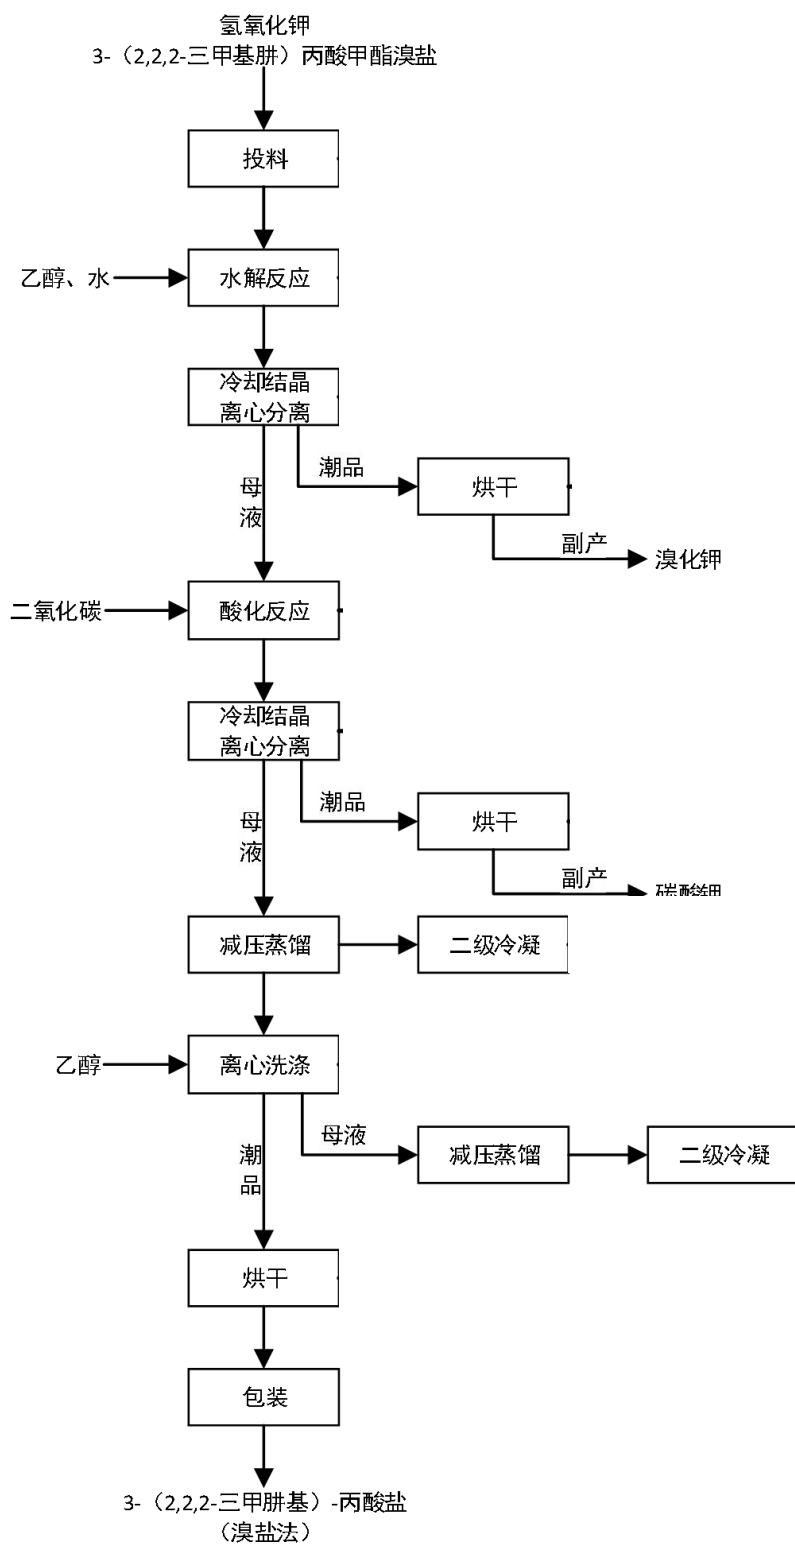 氢氧化钾
3-（2,2,2-三甲基肼）丙酸甲酯溴盐
投料
乙醇、水
水解反应
冷却结晶
离心分离
潮品
烘干
母
液
副产
溴化钾
二氧化碳
酸化反应
冷却结晶
离心分离
潮品
烘干
母
液
副产
碳酸钾
减压蒸馏
二级冷凝
乙醇
离心洗涤
母液
减压蒸馏
二级冷凝
潮
品
烘干
包装
3-（2,2,2-三甲肼基）-丙酸盐
（溴盐法）